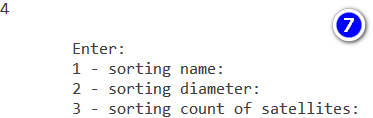 4
7
Enter:
1 - sorting name:
2 - sorting diameter:
3 - sorting count of satellites: